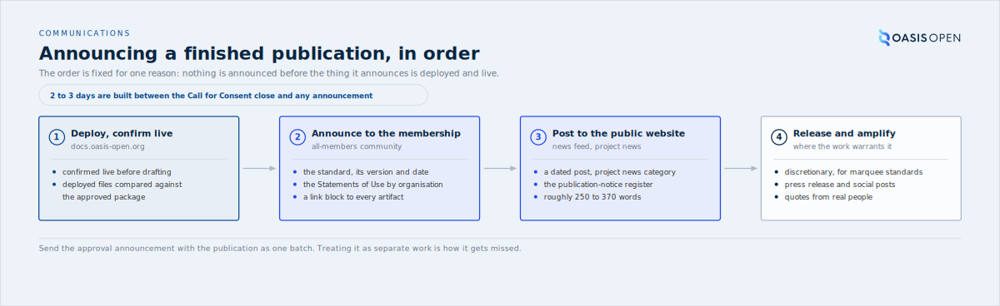 COMMUNICATIONS
Announcing a finished publication, in order
The order is fixed for one reason: nothing is announced before the thing it announces is deployed and live.
OASIS OPEN
2 to 3 days are built between the Call for Consent close and any announcement
1
Deploy, confirm live
docs.oasis-open.org
• confirmed live before drafting
• deployed files compared against
the approved package
2
Announce to the membership
all-members community
• the standard, its version and date
• the Statements of Use by organisation
• a link block to every artifact
3
Post to the public website
news feed, project news
• a dated post, project news category
• the publication-notice register
• roughly 250 to 370 words
4
Release and amplify
where the work warrants it
• discretionary, for marquee standards
• press release and social posts
• quotes from real people
Send the approval announcement with the publication as one batch. Treating it as separate work is how it gets missed.